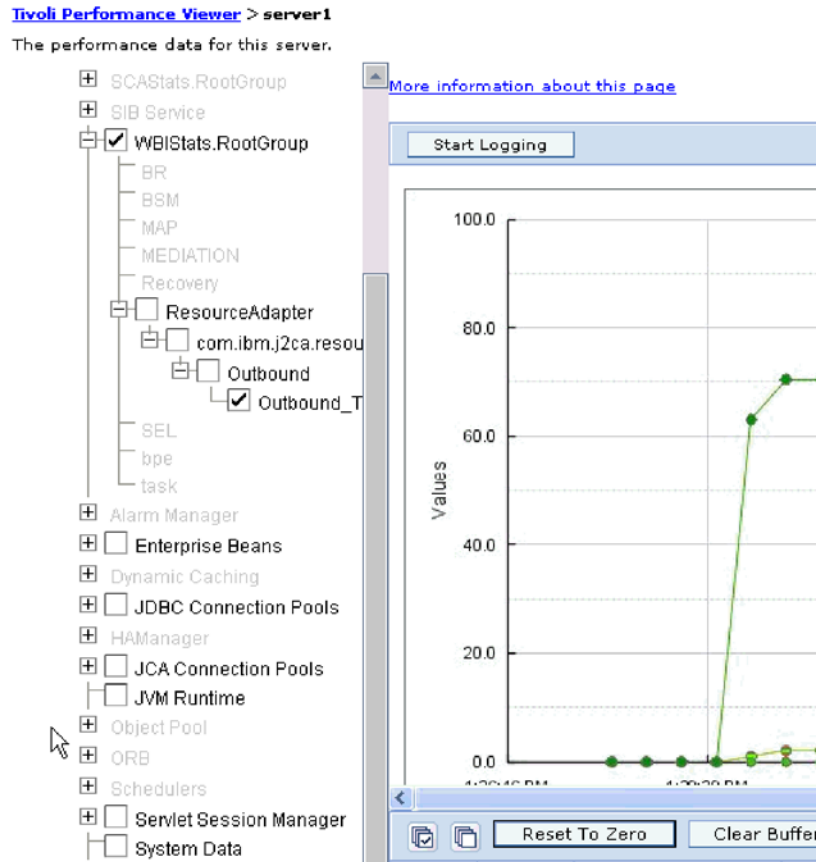 Tivoli Performance Viewer > server1
The performance data for this server.
SCAStats.RootGroup
SIB Service
WBIStats.RootGroup
BR
BSM
MAP
MEDIATION
Recovery
ResourceAdapter
com.ibm.j2ca.resou
Outbound
Outbound_T
SEL
bpe
task
Alarm Manager
Enterprise Beans
Dynamic Caching
JDBC Connection Pools
HAManager
JCA Connection Pools
JVM Runtime
Object Pool
ORB
Schedulers
Servlet Session Manager
System Data
More information about this page
Start Logging
100.0
80.0
60.0
40.0
20.0
0.0
Values
Reset To Zero
Clear Buffer